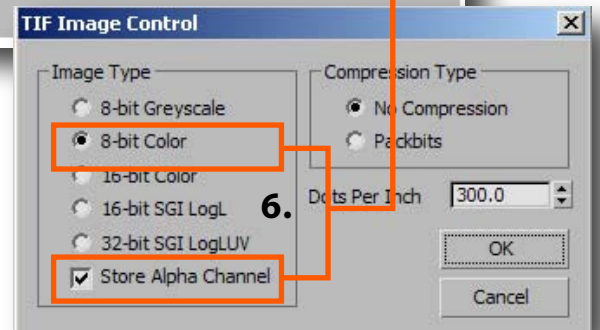 TIF Image Control
Image Type
8-bit Greyscale
8-bit Color
16-bit Color
16-bit SGI LogL
32-bit SGI LogLUV
Store Alpha Channel
6.
Compression Type
No Compression
Packbits
Dots Per Inch 300.0
OK
Cancel